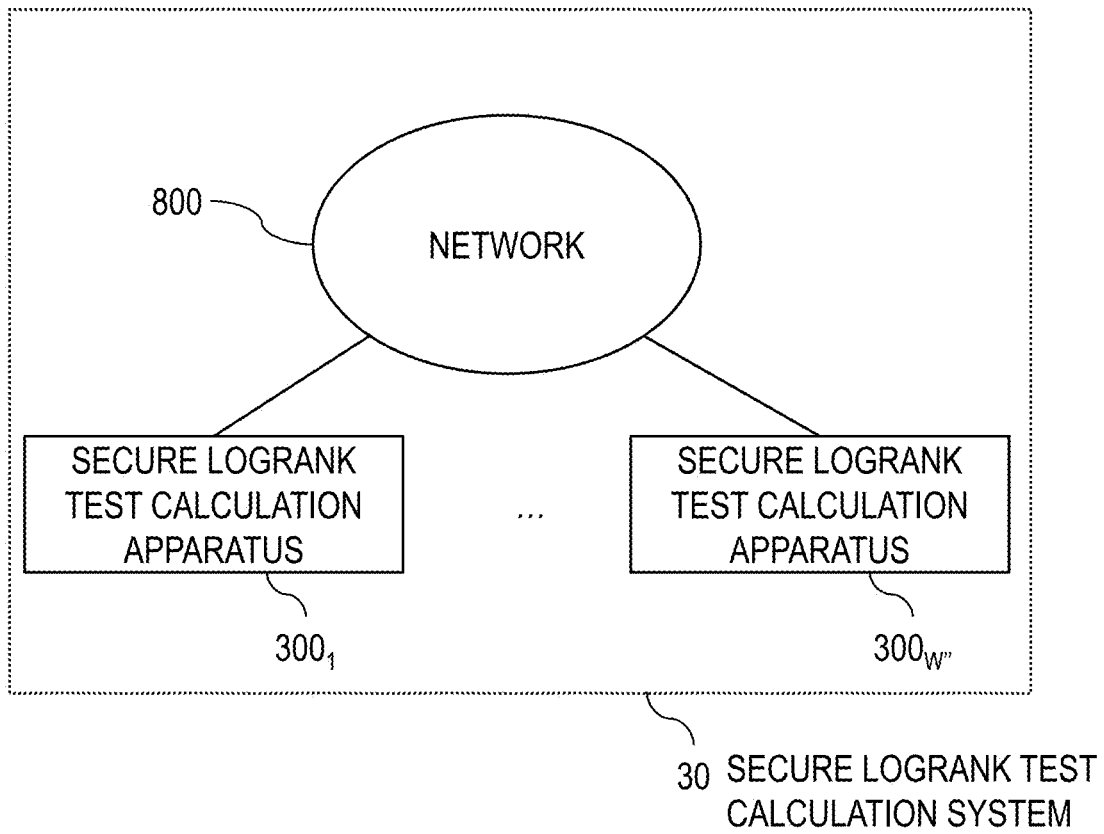 800
NETWORK
SECURE LOGRANK
TEST CALCULATION
APPARATUS
...
SECURE LOGRANK
TEST CALCULATION
APPARATUS
300₁
300W"
30 SECURE LOGRANK TEST
CALCULATION SYSTEM